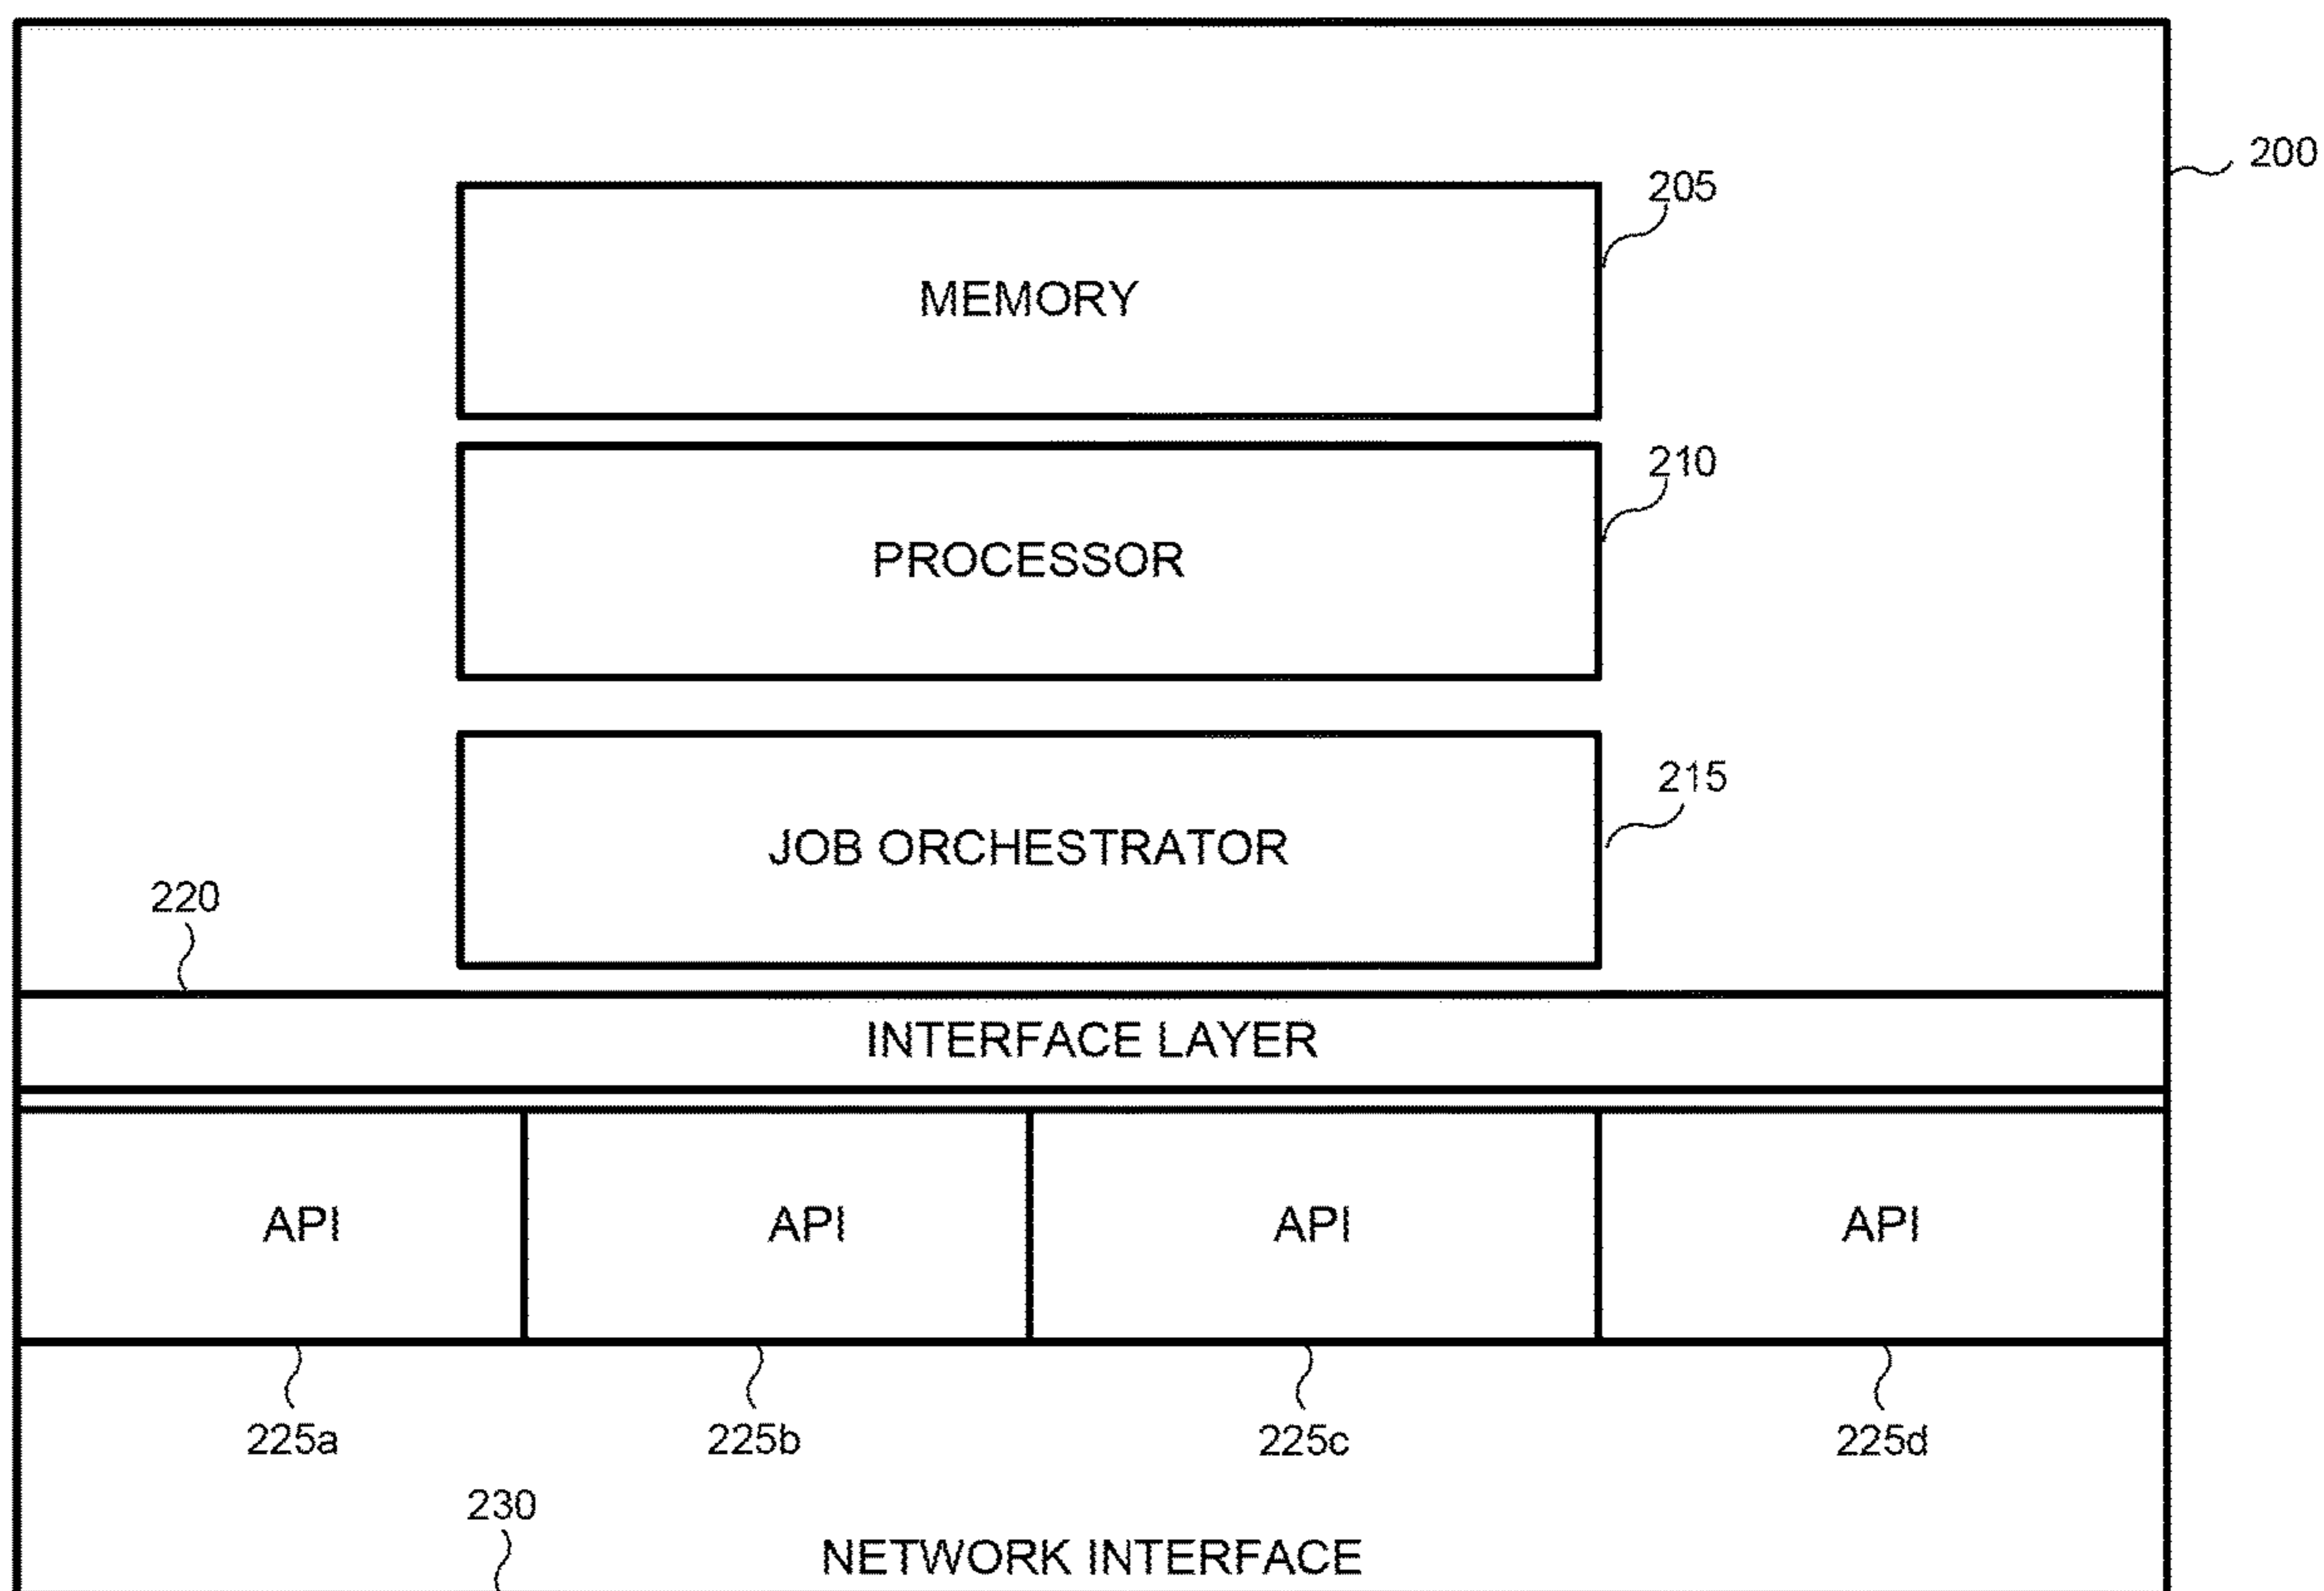 200
205
MEMORY
210
PROCESSOR
215
JOB ORCHESTRATOR
220
INTERFACE LAYER
API API API API
225a 225b 225c 225d
230
NETWORK INTERFACE